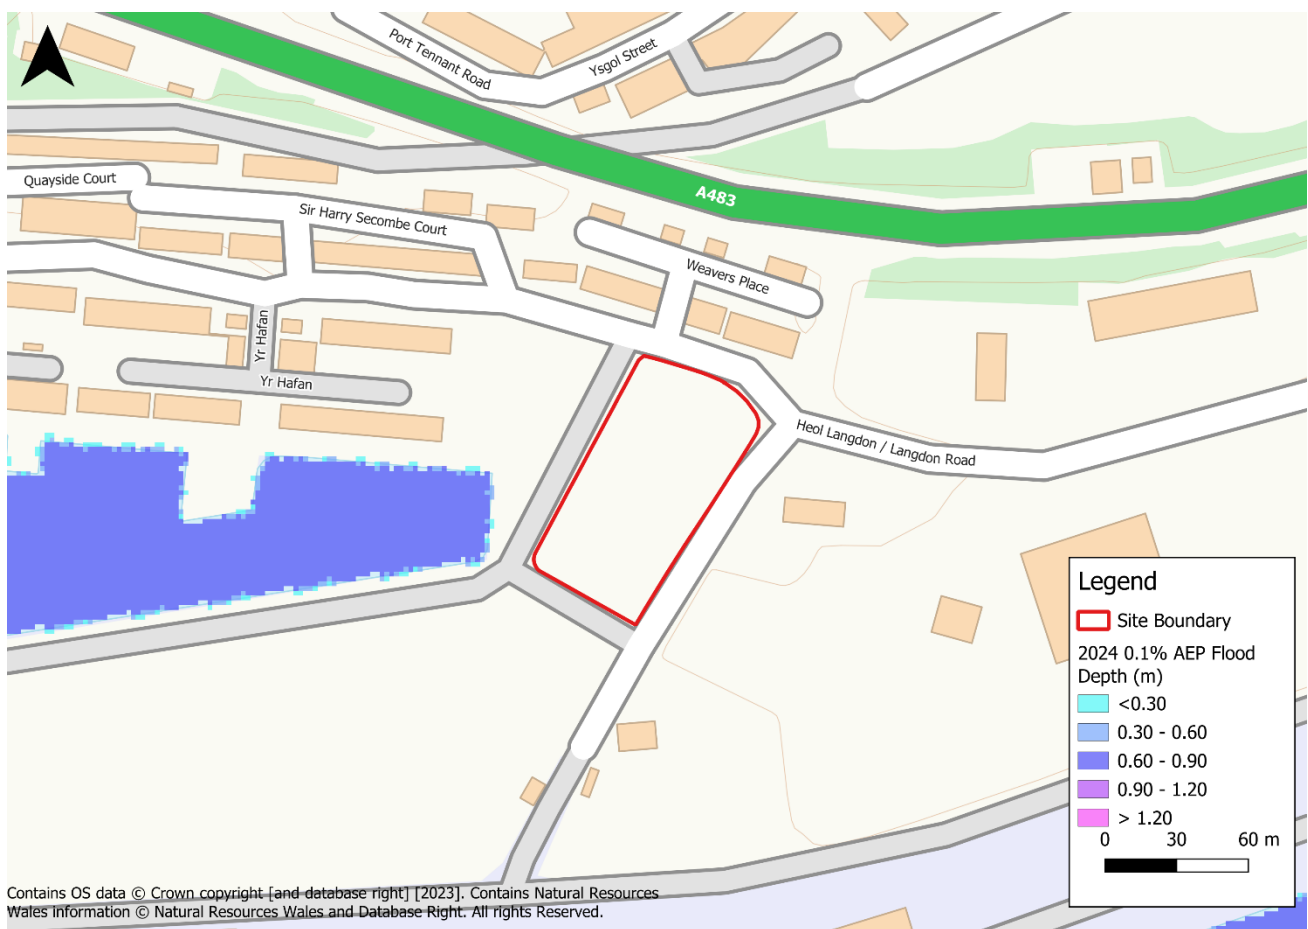 Port Tennant Road
Ysgol Street
A483
Quayside Court
Sir Harry Secombe Court
Weavers Place
Yr Hafan
Yr Hafan
Heol Langdon / Langdon Road
Legend
Site Boundary
2024 0.1% AEP Flood
Depth (m)
<0.30
0.30 - 0.60
0.60 - 0.90
0.90 - 1.20
> 1.20
0 30 60 m
Contains OS data © Crown copyright [and database right] [2023]. Contains Natural Resources
Wales information © Natural Resources Wales and Database Right. All rights Reserved.